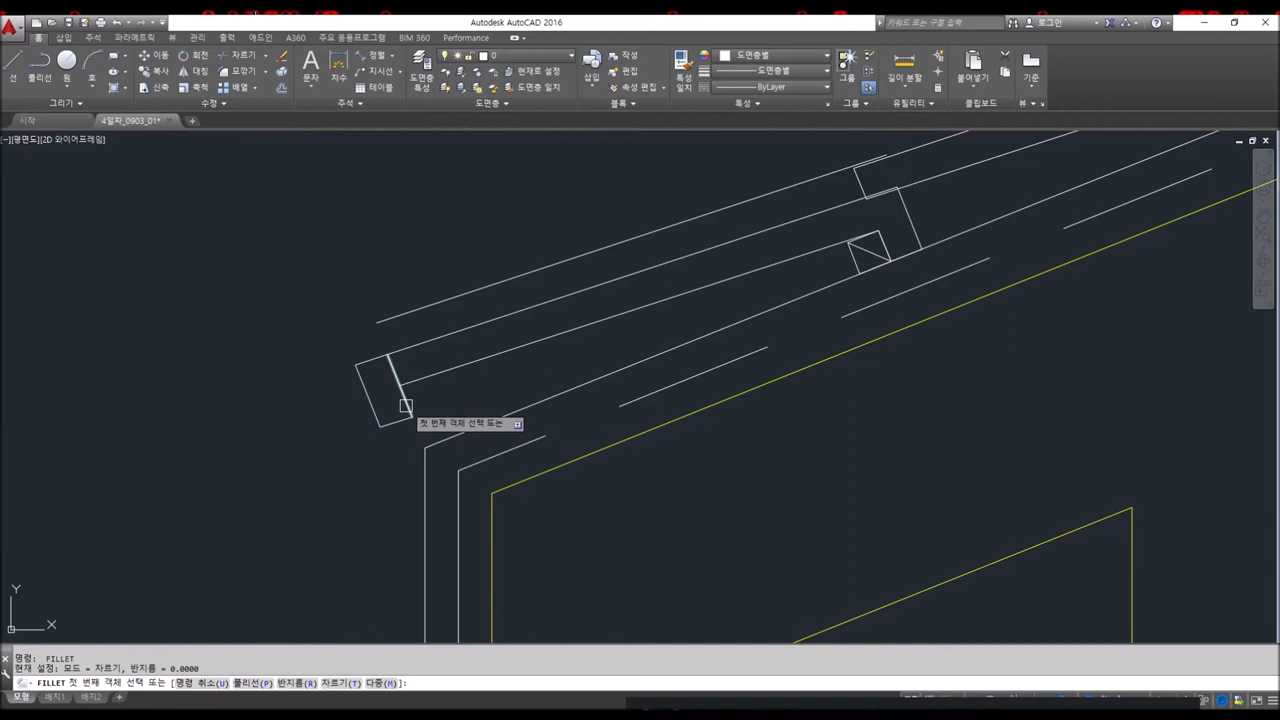 Autodesk AutoCAD 2016
키워드 또는 구절 입력
로그인
홈 삽입 주석 파라메트릭 뷰 관리 출력 애드인 A360 주요 응용프로그램 BIM 360 Performance
선 폴리선 원 호
이동 회전 자르기
복사 대칭 모깎기
신축 축척 배열
문자 치수 정렬
지시선
테이블
도면층 특성
0
현재로 설정
도면층 일치
삽입 작성
편집
속성 편집
특성 일치
도면층별
도면층별
ByLayer
그룹
길이 분할
붙여넣기
기준
그리기 수정 주석 도면층 블록 특성 그룹 유틸리티 클립보드 뷰
시작 4일차_0903_01*
[−][평면도][2D 와이어프레임]
첫 번째 객체 선택 또는
Y
X
명령: FILLET
현재 설정: 모드 = 자르기, 반지름 = 0.0000
FILLET 첫 번째 객체 선택 또는 [명령 취소(U) 폴리선(P) 반지름(R) 자르기(T) 다중(M)]:
모형 배치1 배치2